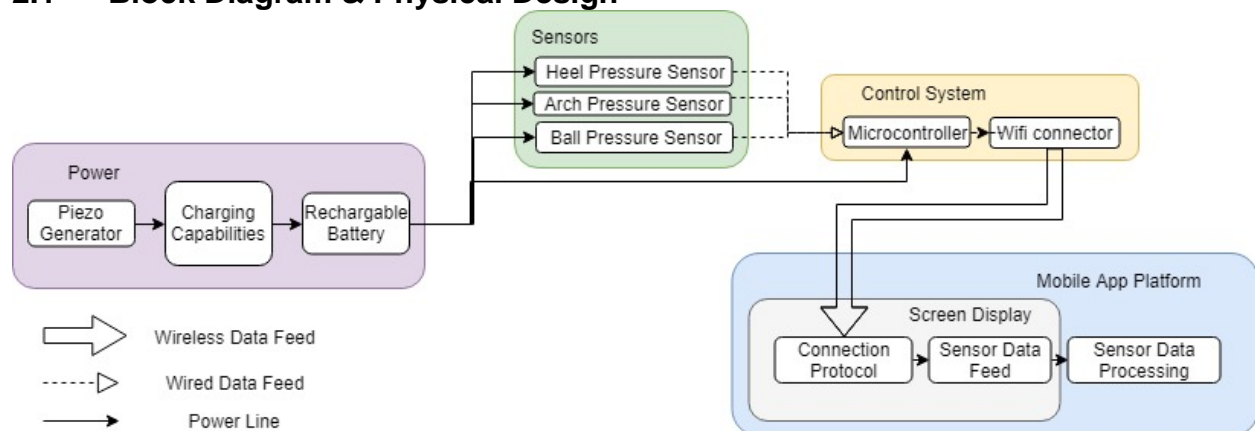 2.1 Block Diagram & Physical Design
Sensors
Heel Pressure Sensor
Arch Pressure Sensor
Ball Pressure Sensor
Control System
Microcontroller
Wifi connector
Power
Piezo
Generator
Charging
Capabilities
Rechargable
Battery
Mobile App Platform
Screen Display
Connection
Protocol
Sensor Data
Feed
Sensor Data
Processing
Wireless Data Feed
Wired Data Feed
Power Line